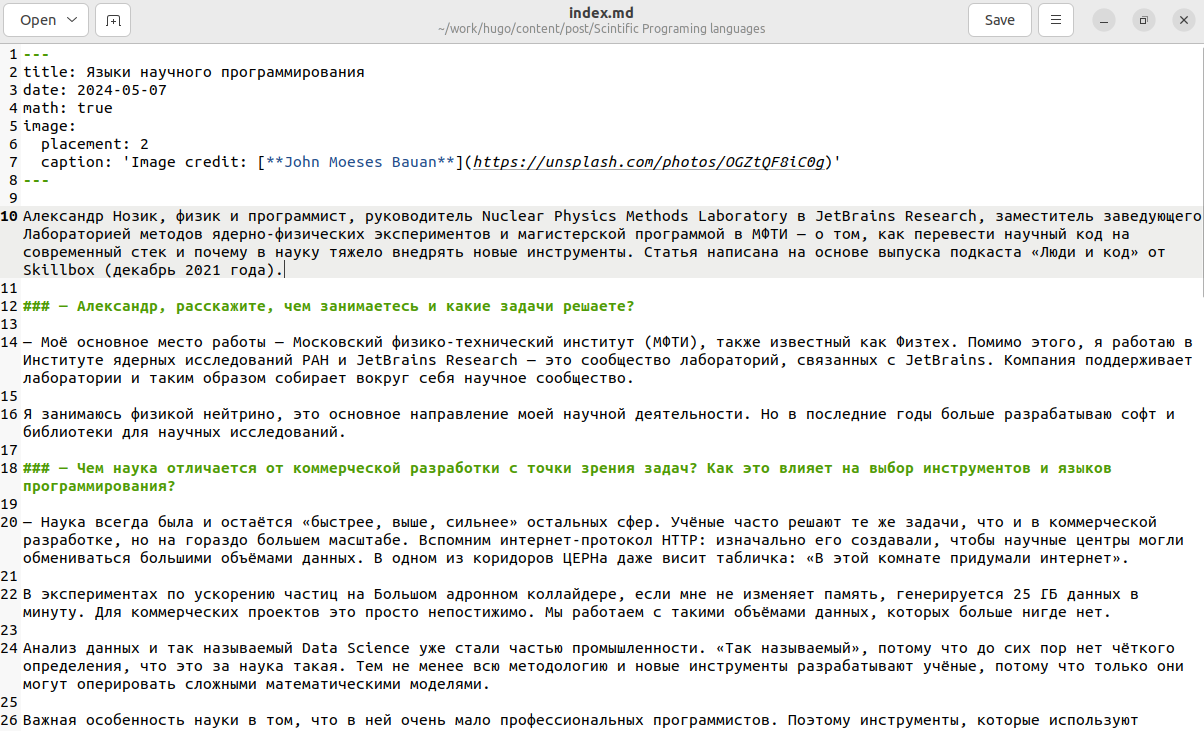 Open
index.md
~/work/hugo/content/post/Scintific Programing languages
Save
1 ---
2 title: Языки научного программирования
3 date: 2024-05-07
4 math: true
5 image:
6   placement: 2
7   caption: 'Image credit: [**John Moeses Bauan**](https://unsplash.com/photos/OGZtQF8iC0g)'
8 ---
9
10 Александр Нозик, физик и программист, руководитель Nuclear Physics Methods Laboratory в JetBrains Research, заместитель заведующего
Лабораторией методов ядерно-физических экспериментов и магистерской программой в МФТИ — о том, как перевести научный код на
современный стек и почему в науку тяжело внедрять новые инструменты. Статья написана на основе выпуска подкаста «Люди и код» от
Skillbox (декабрь 2021 года).
11
12 ### — Александр, расскажите, чем занимаетесь и какие задачи решаете?
13
14 — Моё основное место работы — Московский физико-технический институт (МФТИ), также известный как Физтех. Помимо этого, я работаю в
Институте ядерных исследований РАН и JetBrains Research — это сообщество лабораторий, связанных с JetBrains. Компания поддерживает
лаборатории и таким образом собирает вокруг себя научное сообщество.
15
16 Я занимаюсь физикой нейтрино, это основное направление моей научной деятельности. Но в последние годы больше разрабатываю софт и
библиотеки для научных исследований.
17
18 ### — Чем наука отличается от коммерческой разработки с точки зрения задач? Как это влияет на выбор инструментов и языков
программирования?
19
20 — Наука всегда была и остаётся «быстрее, выше, сильнее» остальных сфер. Учёные часто решают те же задачи, что и в коммерческой
разработке, но на гораздо большем масштабе. Вспомним интернет-протокол HTTP: изначально его создавали, чтобы научные центры могли
обмениваться большими объёмами данных. В одном из коридоров ЦЕРНа даже висит табличка: «В этой комнате придумали интернет».
21
22 В экспериментах по ускорению частиц на Большом адронном коллайдере, если мне не изменяет память, генерируется 25 ГБ данных в
минуту. Для коммерческих проектов это просто непостижимо. Мы работаем с такими объёмами данных, которых больше нигде нет.
23
24 Анализ данных и так называемый Data Science уже стали частью промышленности. «Так называемый», потому что до сих пор нет чёткого
определения, что это за наука такая. Тем не менее всю методологию и новые инструменты разрабатывают учёные, потому что только они
могут оперировать сложными математическими моделями.
25
26 Важная особенность науки в том, что в ней очень мало профессиональных программистов. Поэтому инструменты, которые используют